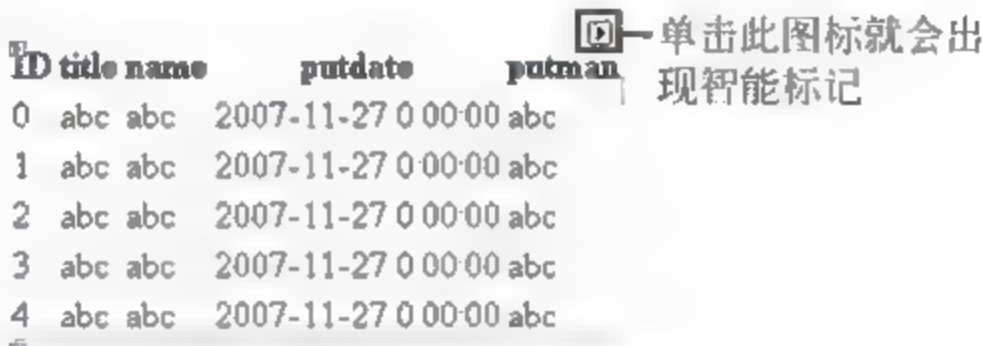 单击此图标就会出
现智能标记
ID title name putdate putman
0 abc abc 2007-11-27 0:00:00 abc
1 abc abc 2007-11-27 0:00:00 abc
2 abc abc 2007-11-27 0:00:00 abc
3 abc abc 2007-11-27 0:00:00 abc
4 abc abc 2007-11-27 0:00:00 abc